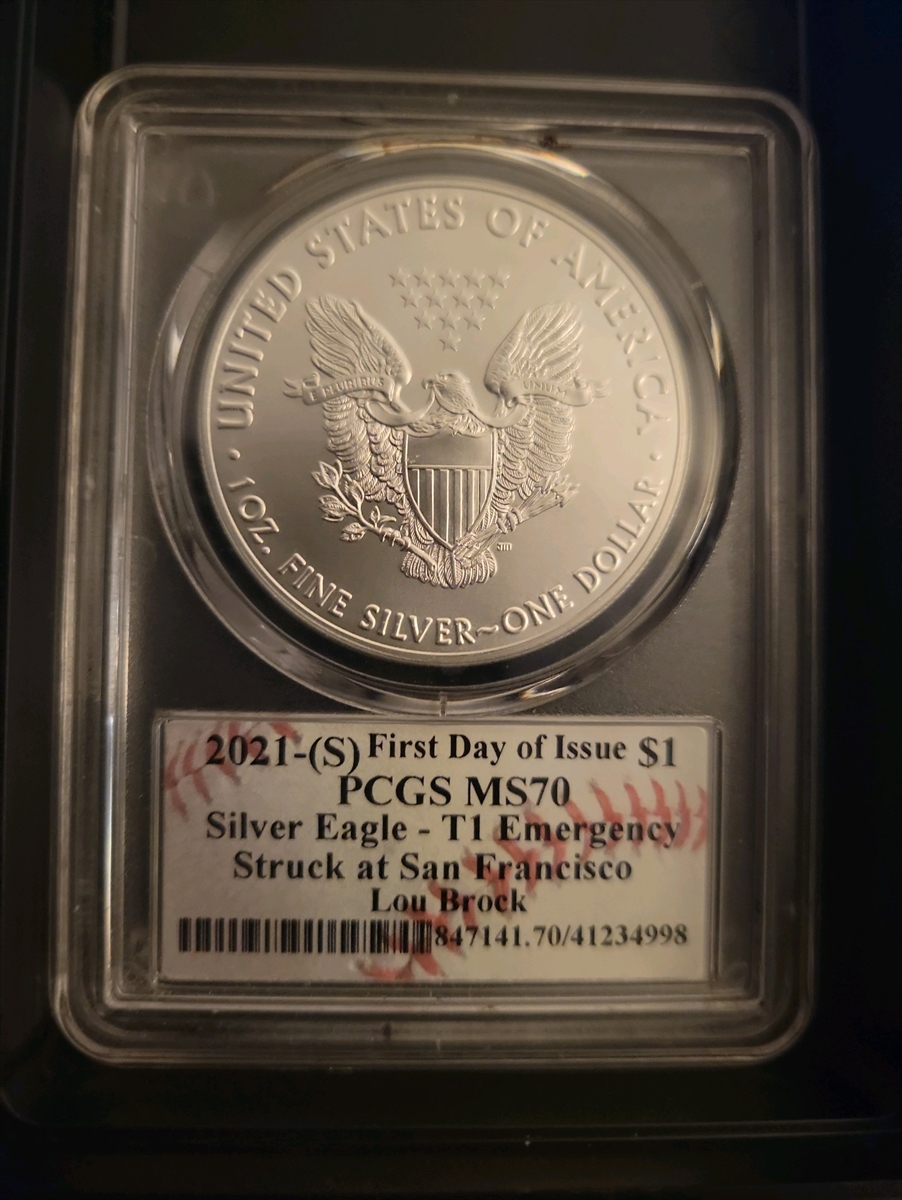 · UNITED STATES OF AMERICA ·
E PLURIBUS UNUM
1 OZ. FINE SILVER~ONE DOLLAR
2021-(S) First Day of Issue $1
PCGS MS70
Silver Eagle - T1 Emergency
Struck at San Francisco
Lou Brock
847141.70/41234998